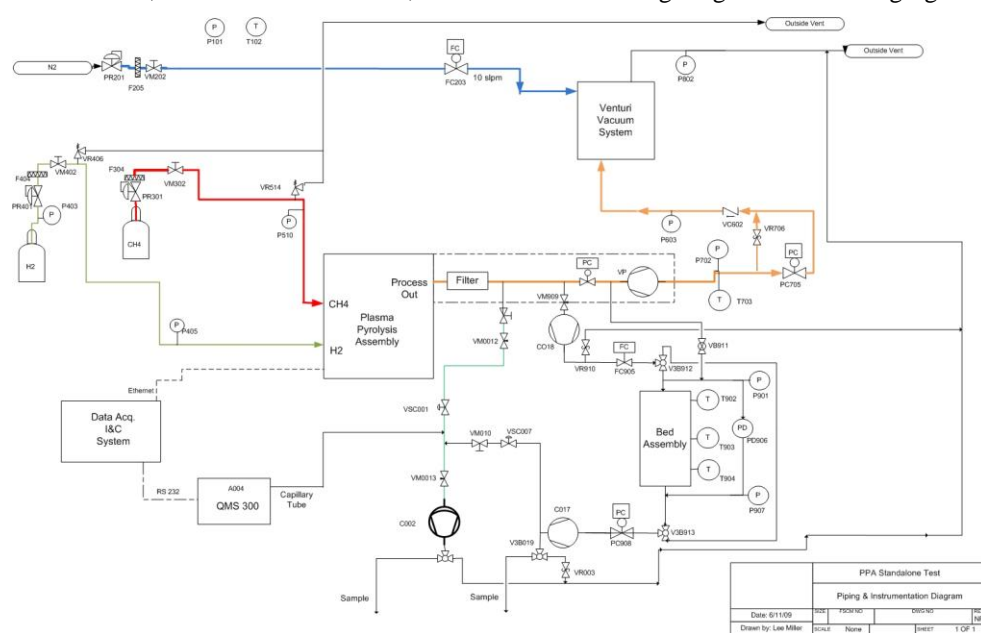 P
P101
T
T102
Outside Vent
Outside Vent
N2
PR201
F205
VM202
FC
FC203
10 slpm
P
P802
Venturi
Vacuum
System
VR406
VM402
F404
PR401
P
P403
H2
F304
PR301
VM302
CH4
VR514
P
P510
P
P603
VC602
VR706
P702
P
T
T703
PC
PC705
Process
Out
Filter
PC
VP
CH4
Plasma
Pyrolysis
Assembly
H2
P
P405
VM909
VM0012
CO18
VR910
FC
FC905
V3B912
VB911
P
P901
T
T902
T
T903
T
T904
Bed
Assembly
PD
PD906
P
P907
Ethernet
Data Acq.
I&C
System
RS 232
A004
QMS 300
Capillary
Tube
VSC001
VM010
VSC007
VM0013
C002
C017
V3B019
PC
PC908
V3B913
VR003
Sample
Sample
PPA Standalone Test
Piping & Instrumentation Diagram
Date: 6/11/09
SIZE
FSCM NO
DWG NO
Drawn by: Lee Miller
SCALE
None
SHEET
1 OF 1